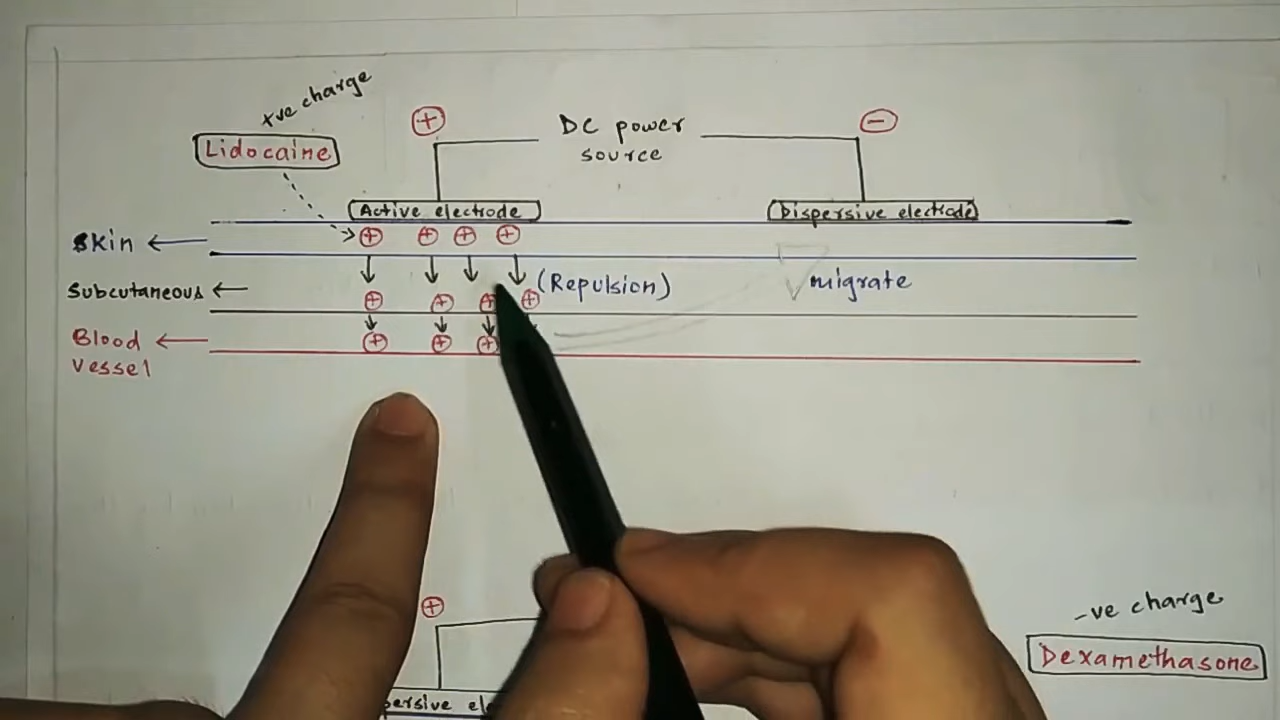 +ve charge
Lidocaine
+
DC power
source
−
Active electrode
Dispersive electrode
+ + + +
Skin
(Repulsion)
migrate
Subcutaneous
+ + + +
Blood
vessel
+ + +
+
-ve charge
Dexamethasone